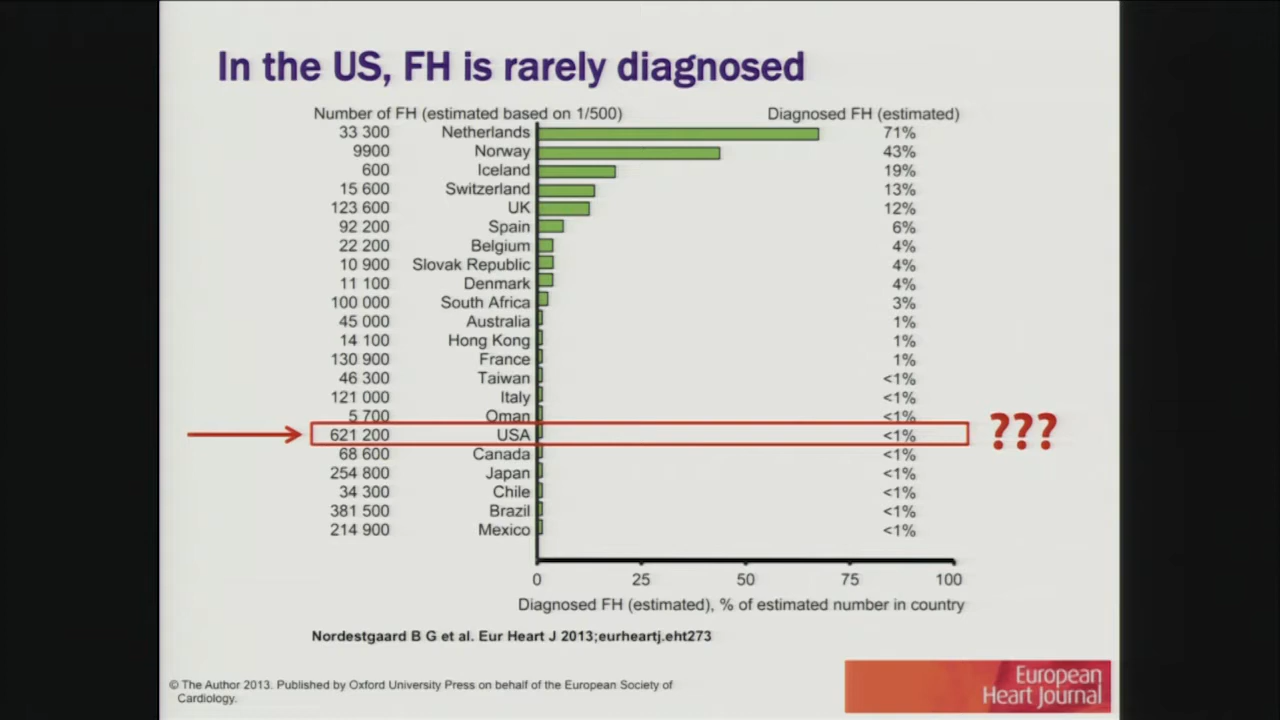 In the US, FH is rarely diagnosed
Number of FH (estimated based on 1/500) Diagnosed FH (estimated)
33 300 Netherlands 71%
9900 Norway 43%
600 Iceland 19%
15 600 Switzerland 13%
123 600 UK 12%
92 200 Spain 6%
22 200 Belgium 4%
10 900 Slovak Republic 4%
11 100 Denmark 4%
100 000 South Africa 3%
45 000 Australia 1%
14 100 Hong Kong 1%
130 900 France 1%
46 300 Taiwan <1%
121 000 Italy <1%
5 700 Oman <1%
621 200 USA <1% ???
68 600 Canada <1%
254 800 Japan <1%
34 300 Chile <1%
381 500 Brazil <1%
214 900 Mexico <1%
0 25 50 75 100
Diagnosed FH (estimated), % of estimated number in country
Nordestgaard B G et al. Eur Heart J 2013;eurheartj.eht273
© The Author 2013. Published by Oxford University Press on behalf of the European Society of
Cardiology.
European
Heart Journal